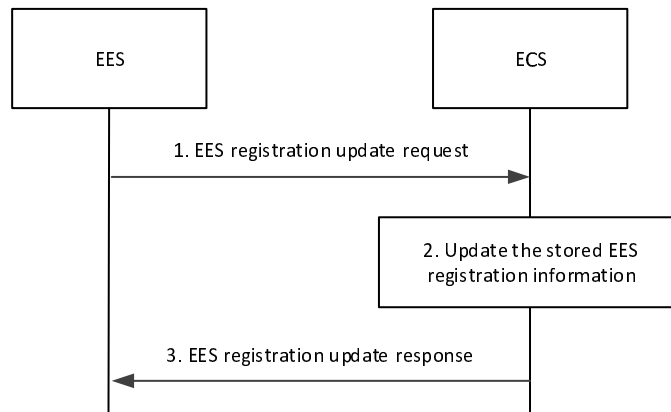 EES
ECS
1. EES registration update request
2. Update the stored EES
registration information
3. EES registration update response